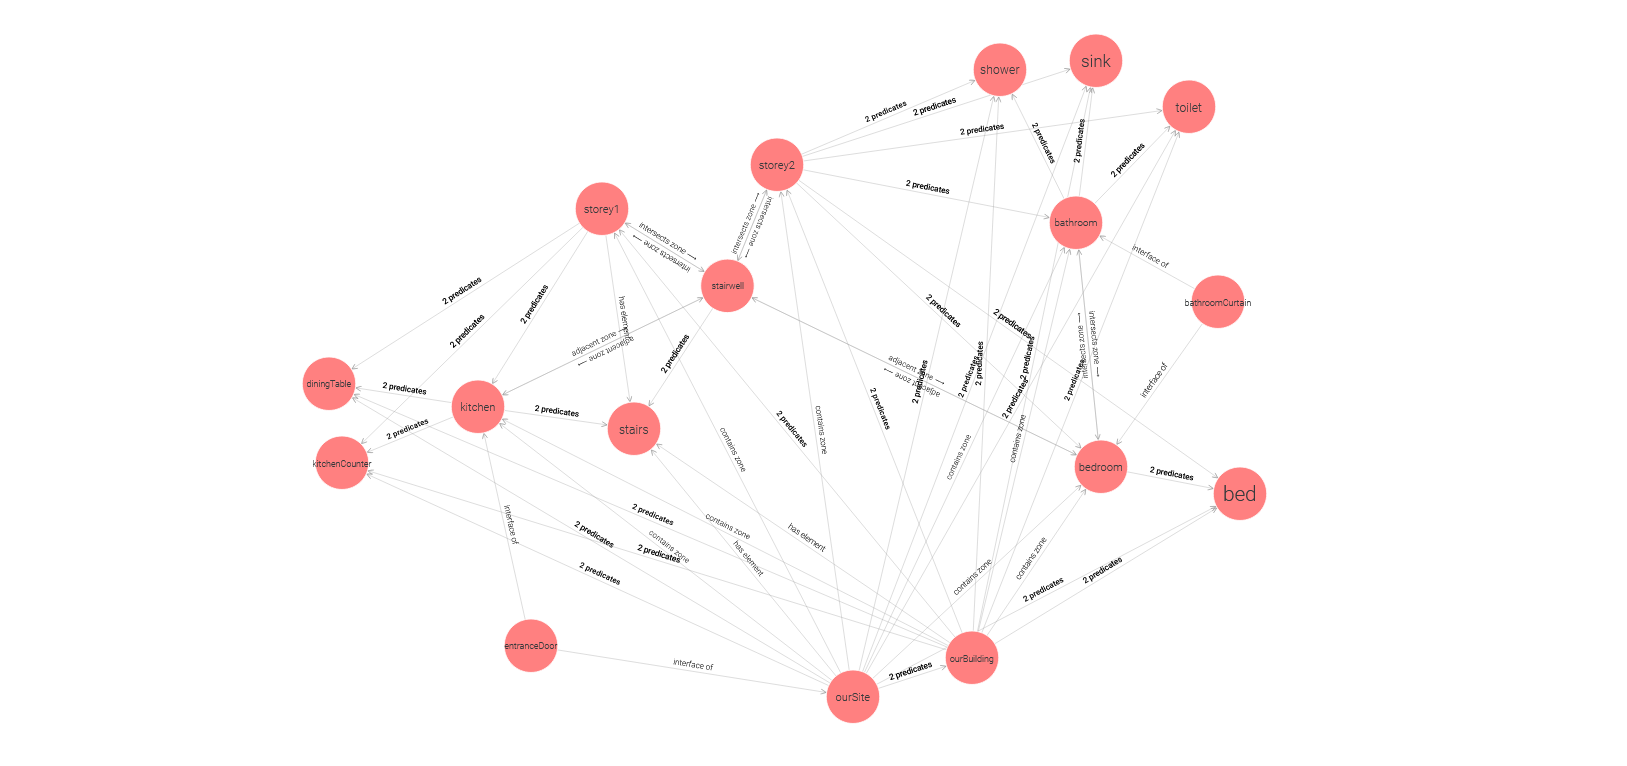 sink
shower
toilet
2 predicates
2 predicates
2 predicates
2 predicates
2 predicates
2 predicates
storey2
2 predicates
storey1
intersects zone ⟶
intersects zone ⟶
intersects zone ⟶
intersects zone ⟶
bathroom
interface of
stairwell
bathroomCurtain
2 predicates
2 predicates
2 predicates
has element
2 predicates
2 predicates
intersects zone ⟶
intersects zone ⟶
adjacent zone ⟶
adjacent zone ⟶
2 predicates
adjacent zone ⟶
adjacent zone ⟶
2 predicates
2 predicates
2 predicates
2 predicates
2 predicates
interface of
diningTable
2 predicates
kitchen
2 predicates
2 predicates
stairs
2 predicates
contains zone
2 predicates
2 predicates
contains zone
contains zone
contains zone
kitchenCounter
bedroom
2 predicates
bed
interface of
2 predicates
2 predicates
contains zone
contains zone
has element
2 predicates
has element
2 predicates
contains zone
contains zone
2 predicates
2 predicates
entranceDoor
interface of
ourBuilding
2 predicates
ourSite